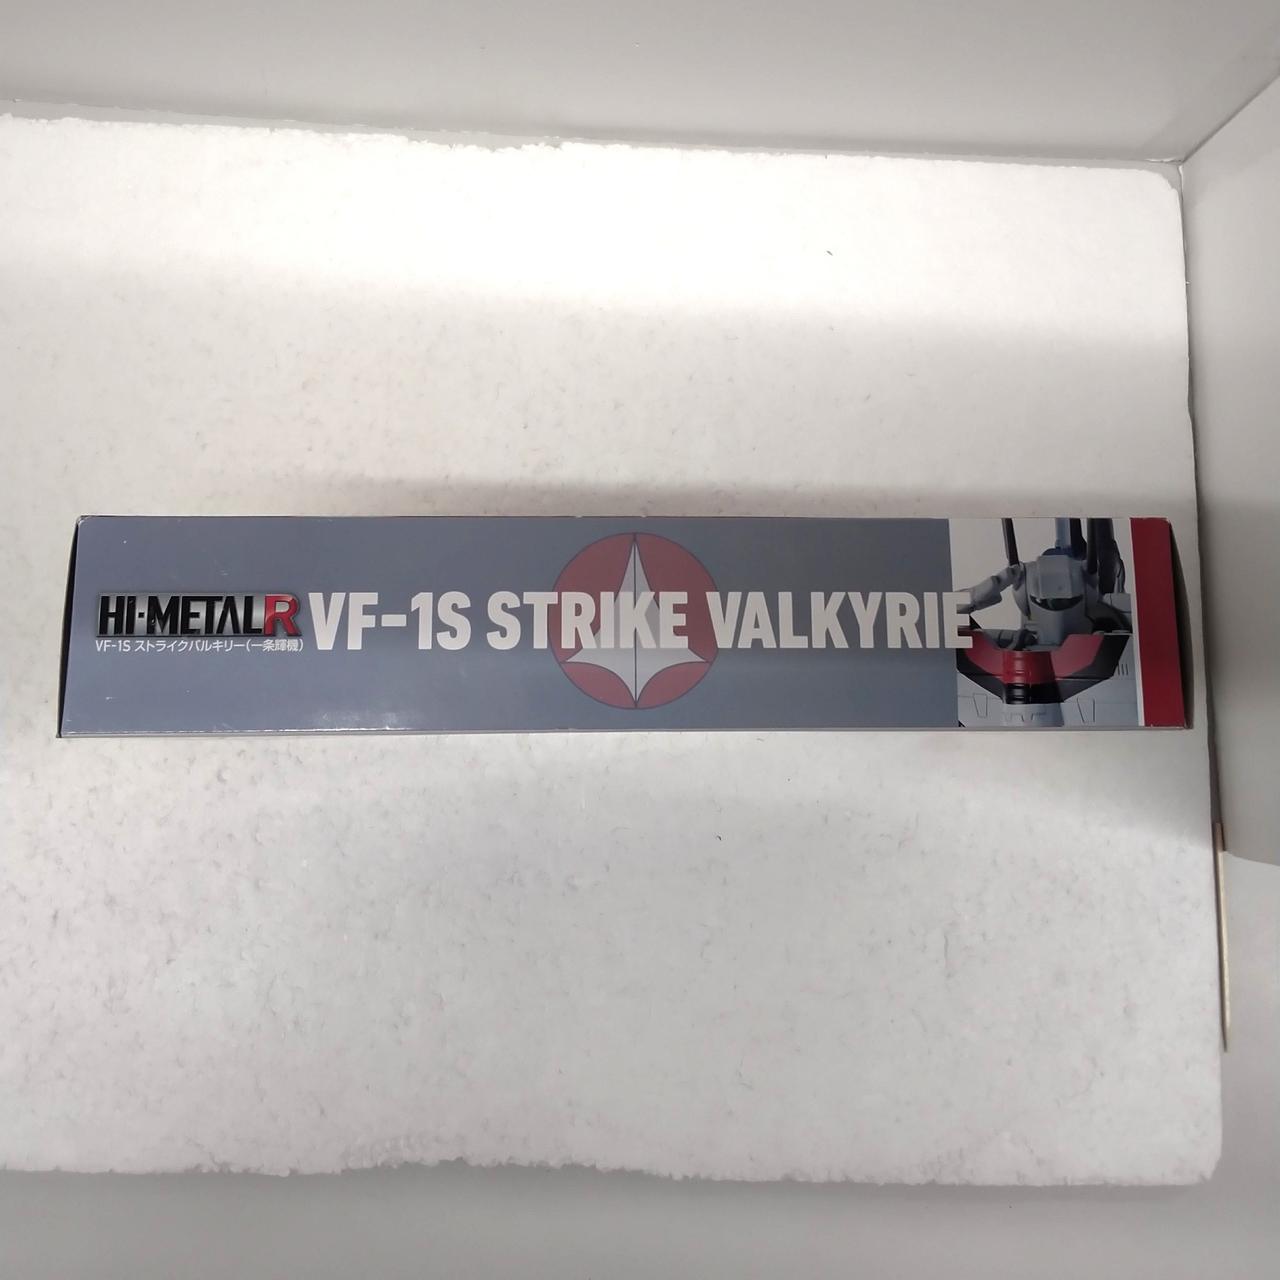 HI-METAL R
VF-1S STRIKE VALKYRIE
VF-1S ストライクバルキリー(一条輝機)